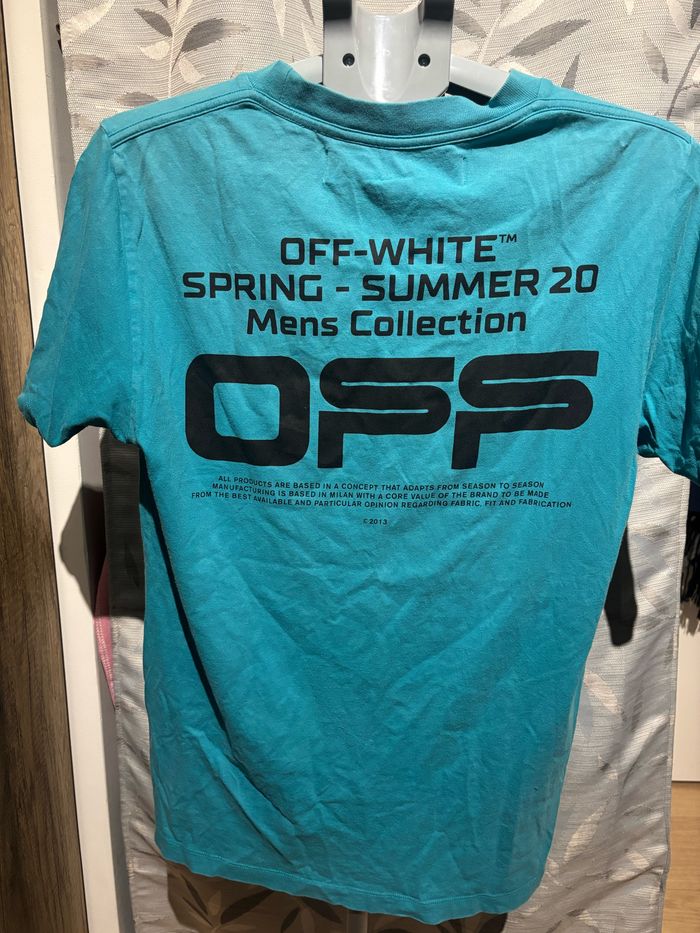 OFF-WHITE™
SPRING - SUMMER 20
Mens Collection
OFF
ALL PRODUCTS ARE BASED IN A CONCEPT THAT ADAPTS FROM SEASON TO SEASON
MANUFACTURING IS BASED IN MILAN WITH A CORE VALUE OF THE BRAND TO BE MADE
FROM THE BEST AVAILABLE AND PARTICULAR OPINION REGARDING FABRIC. FIT AND FABRICATION
©2013